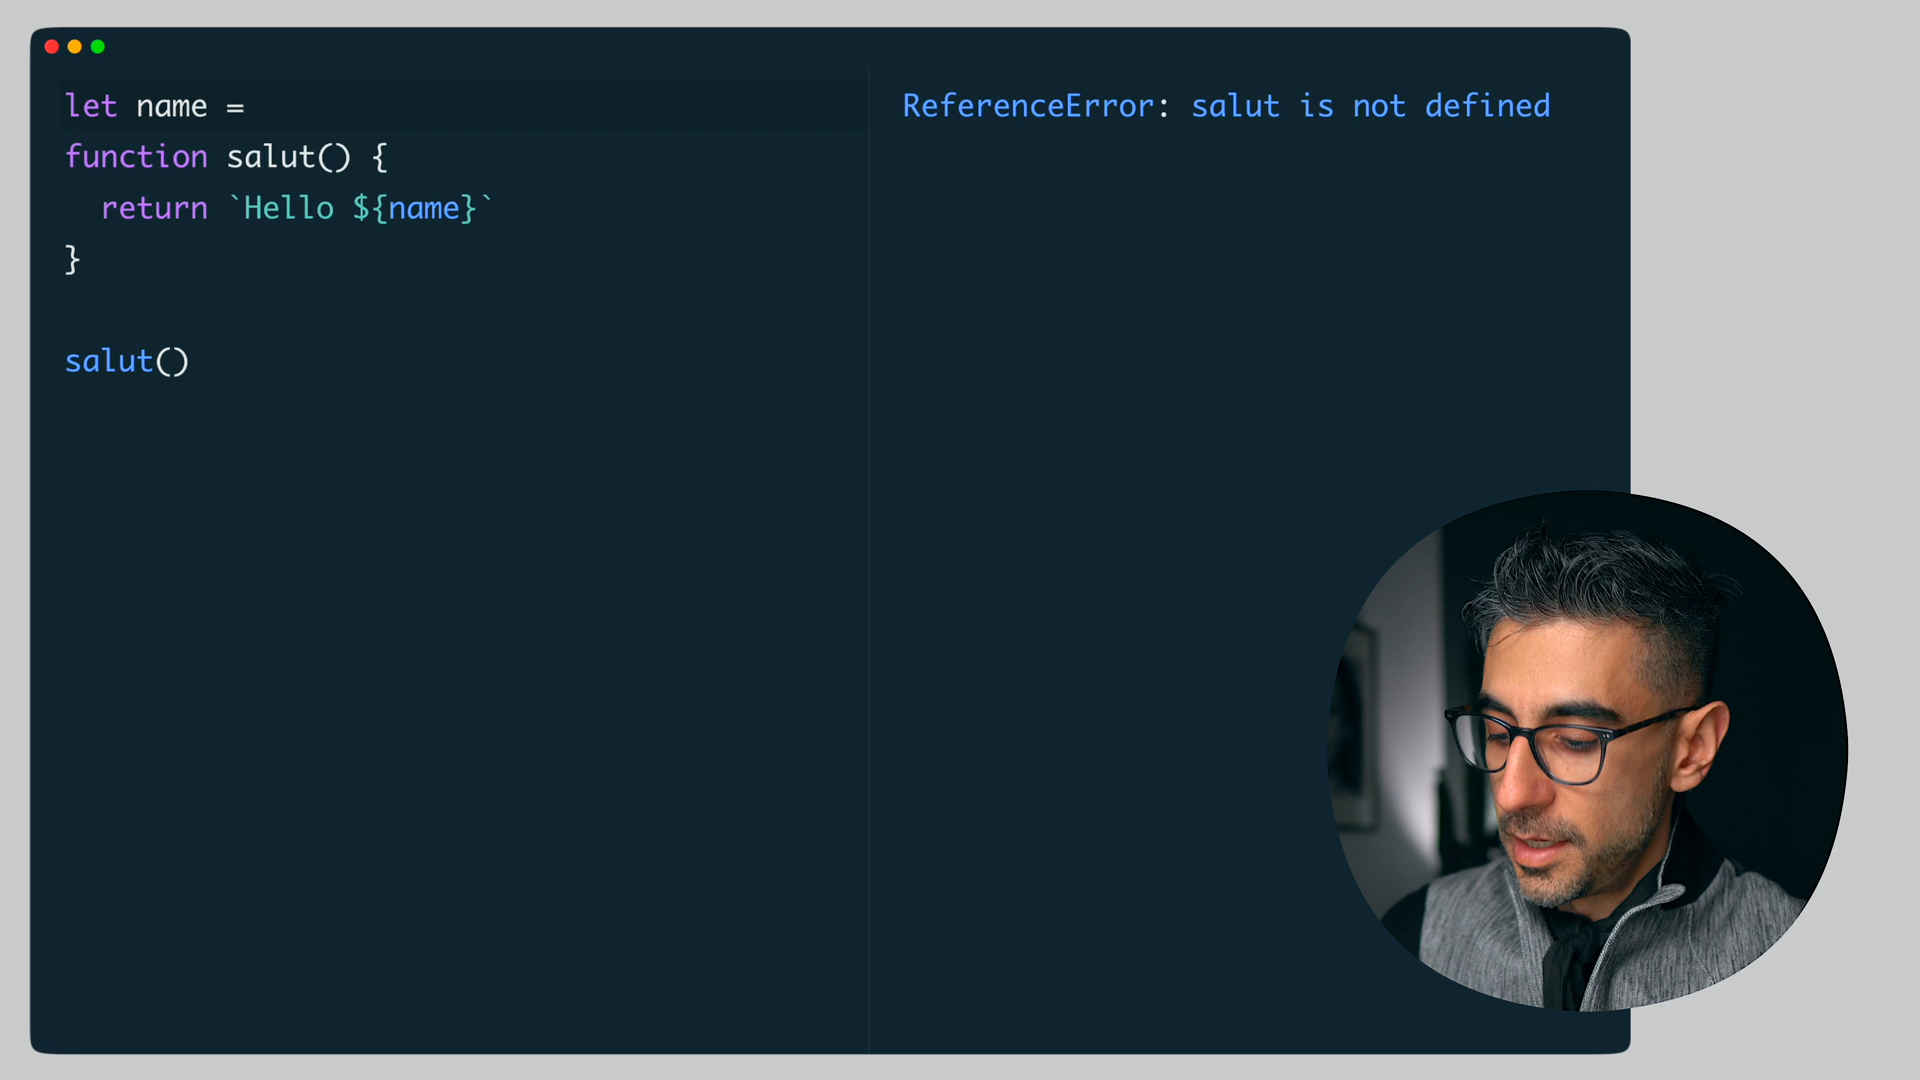 let name =
function salut() {
  return `Hello ${name}`
}
salut()
ReferenceError: salut is not defined